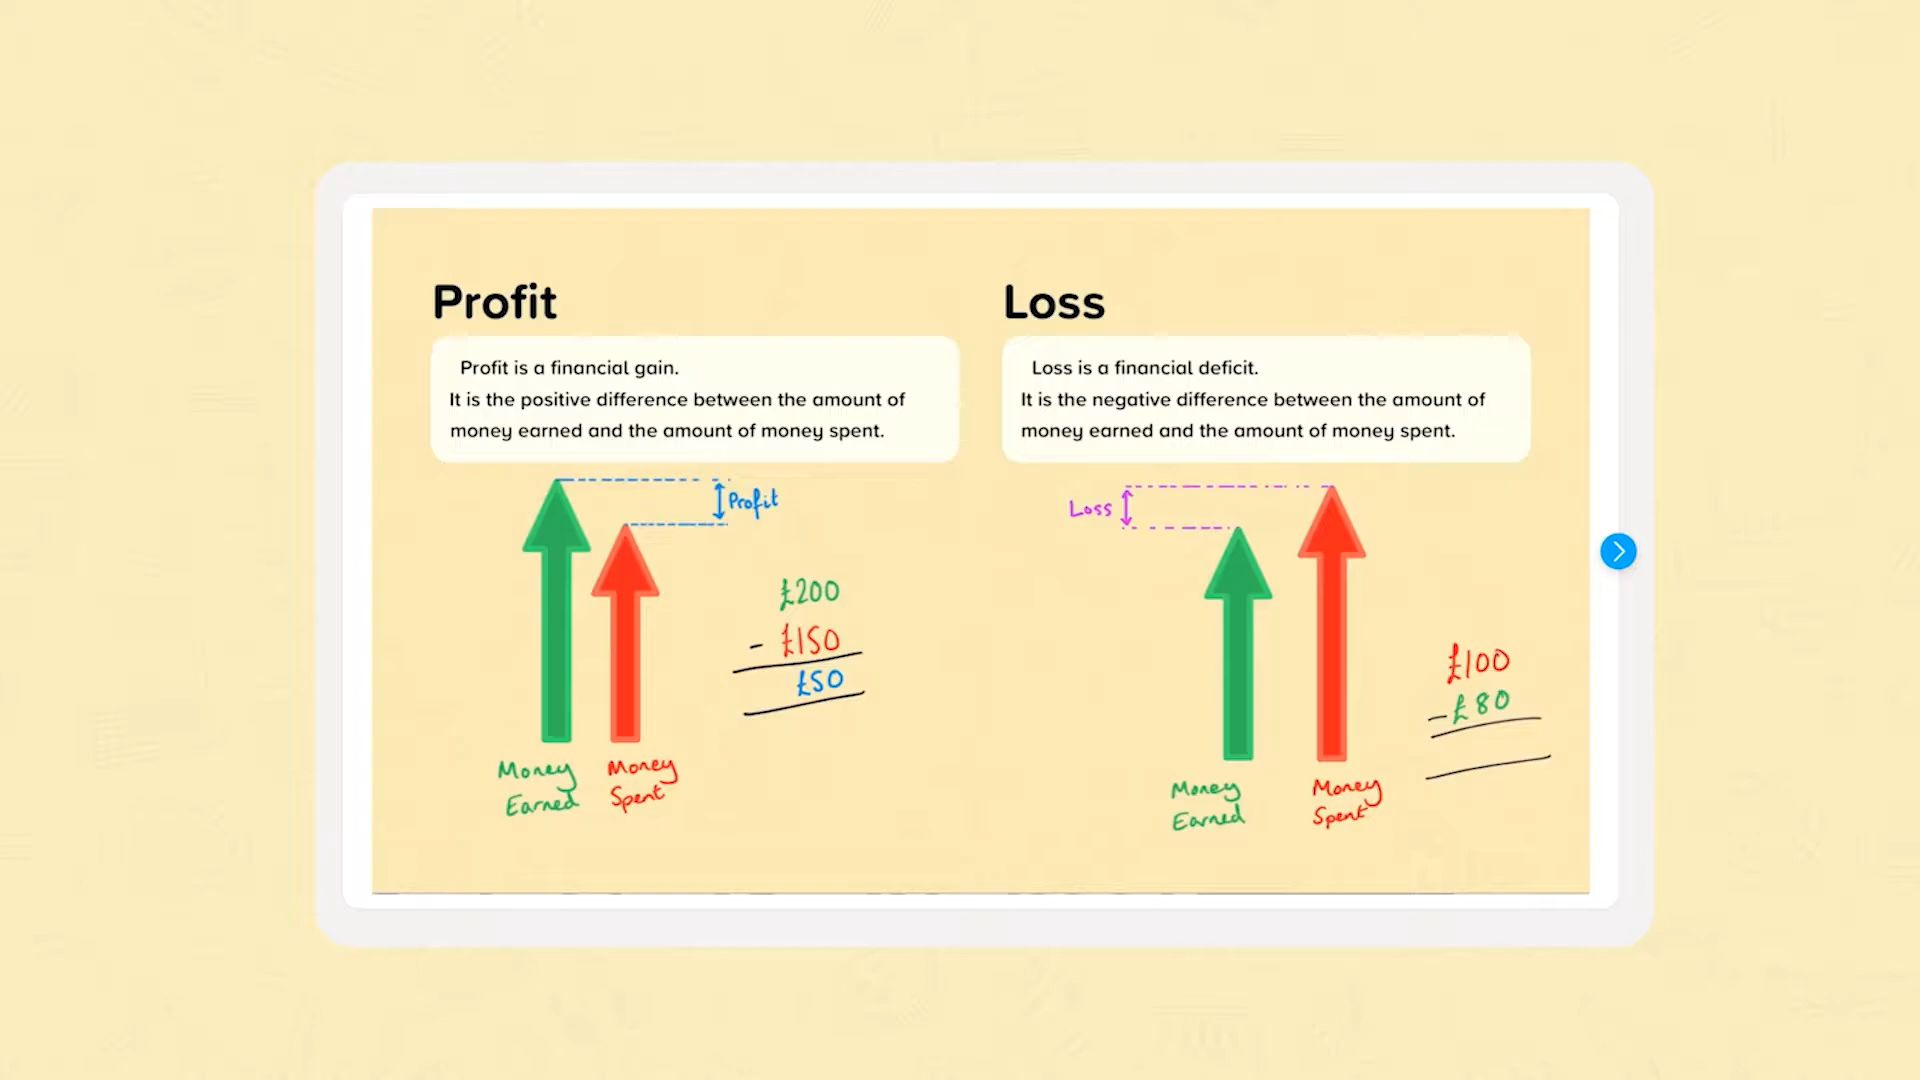 Profit
Profit is a financial gain.
It is the positive difference between the amount of
money earned and the amount of money spent.
Profit
£200
- £150
£50
Money
Earned
Money
Spent
Loss
Loss is a financial deficit.
It is the negative difference between the amount of
money earned and the amount of money spent.
Loss
£100
- £80
Money
Earned
Money
Spent